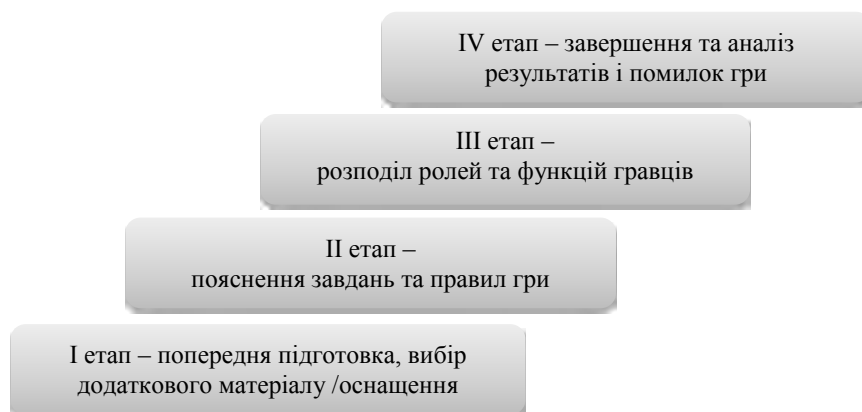 IV етап – завершення та аналіз
результатів і помилок гри
III етап –
розподіл ролей та функцій гравців
II етап –
пояснення завдань та правил гри
I етап – попередня підготовка, вибір
додаткового матеріалу /оснащення